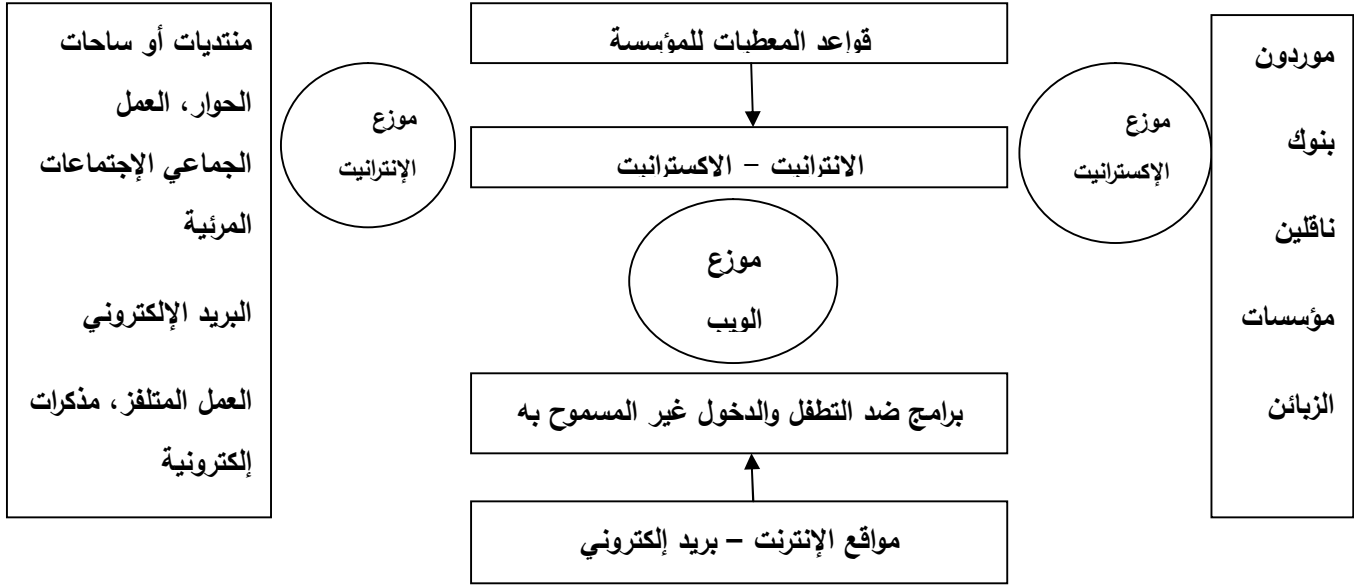 موردون
بنوك
ناقلين
مؤسسات
الزبائن
موزع
الإكسترانيت
قواعد المعطيات للمؤسسة
الانترانيت – الاكسترانيت
موزع
الويب
برامج ضد التطفل والدخول غير المسموح به
مواقع الإنترنت – بريد إلكتروني
موزع
الإنترانيت
منتديات أو ساحات
الحوار، العمل
الجماعي الإجتماعات
المرئية
البريد الإلكتروني
العمل المتلفز، مذكرات
إلكترونية